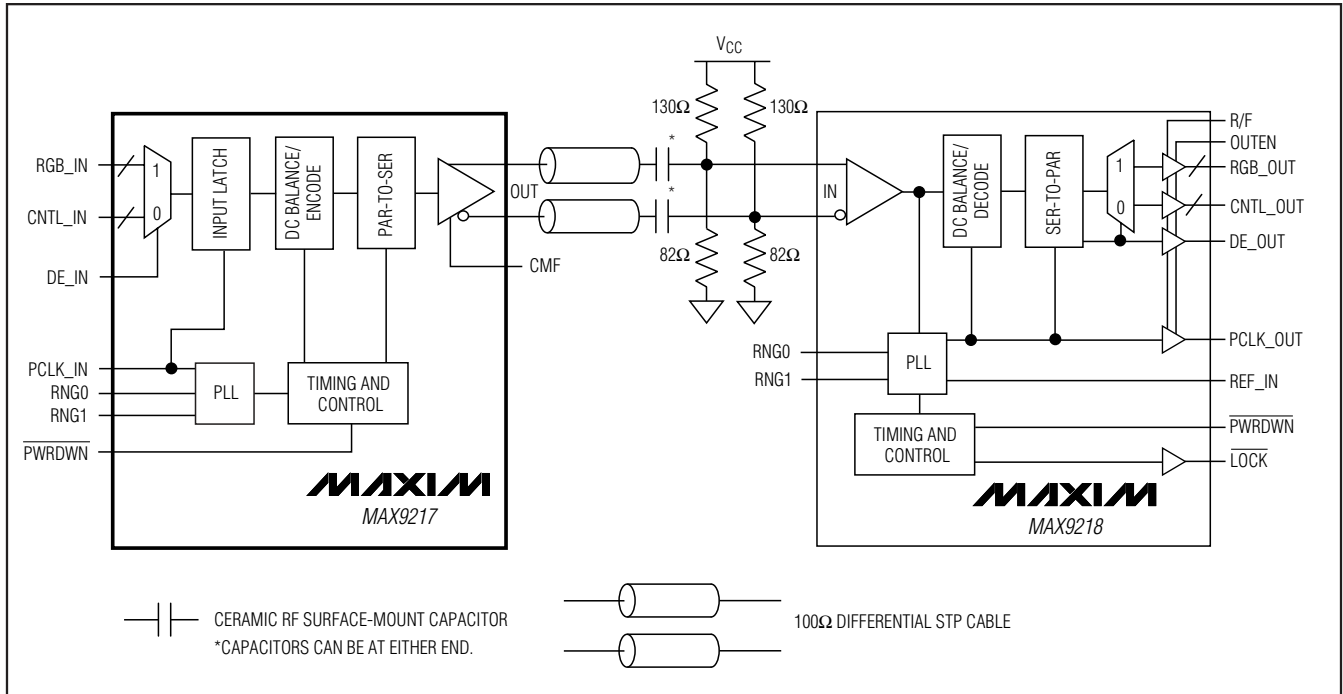 VCC
130Ω
130Ω
*
*
82Ω
82Ω
RGB_IN
CNTL_IN
DE_IN
PCLK_IN
RNG0
RNG1
PWRDWN
1
0
INPUT LATCH
DC BALANCE/
ENCODE
PAR-TO-SER
OUT
CMF
PLL
TIMING AND
CONTROL
MAXIM
MAX9217
IN
DC BALANCE/
DECODE
SER-TO-PAR
1
0
R/F
OUTEN
RGB_OUT
CNTL_OUT
DE_OUT
PCLK_OUT
RNG0
RNG1
PLL
REF_IN
TIMING AND
CONTROL
PWRDWN
LOCK
MAXIM
MAX9218
CERAMIC RF SURFACE-MOUNT CAPACITOR
*CAPACITORS CAN BE AT EITHER END.
100Ω DIFFERENTIAL STP CABLE